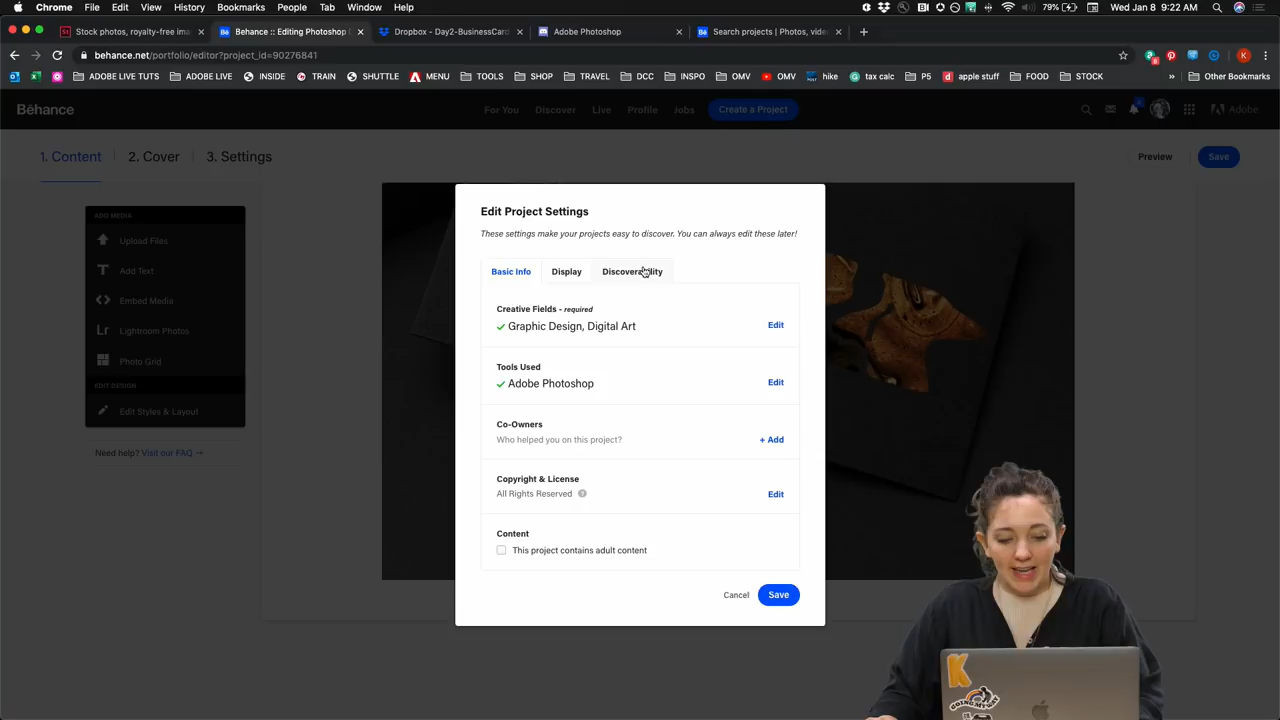 Chrome File Edit View History Bookmarks People Tab Window Help
79% Wed Jan 8 9:22 AM
Stock photos, royalty-free ima
Behance :: Editing Photoshop
Dropbox - Day2-BusinessCard
Adobe Photoshop
Search projects | Photos, vide
behance.net/portfolio/editor?project_id=90276841
ADOBE LIVE TUTS ADOBE LIVE INSIDE TRAIN SHUTTLE MENU TOOLS SHOP TRAVEL DCC INSPO OMV OMV hike tax calc P5 apple stuff FOOD STOCK » Other Bookmarks
Bēhance For You Discover Live Profile Jobs Create a Project Adobe
1. Content 2. Cover 3. Settings Preview Save
ADD MEDIA
Upload Files
Add Text
Embed Media
Lightroom Photos
Photo Grid
EDIT DESIGN
Edit Styles & Layout
Need help? Visit our FAQ →
Edit Project Settings
These settings make your projects easy to discover. You can always edit these later!
Basic Info Display Discoverability
Creative Fields - required
Graphic Design, Digital Art Edit
Tools Used
Adobe Photoshop Edit
Co-Owners
Who helped you on this project? + Add
Copyright & License
All Rights Reserved ? Edit
Content
This project contains adult content
Cancel Save
K